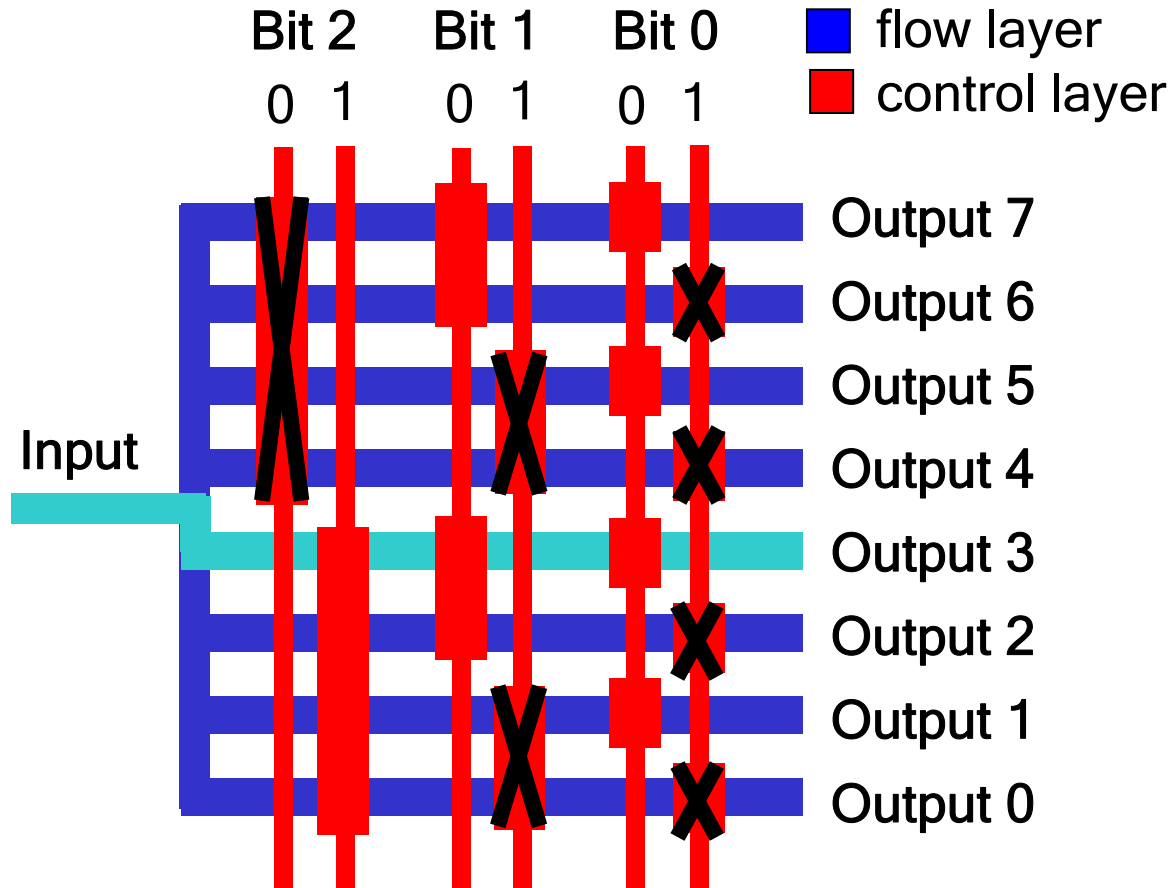 Bit 2 Bit 1 Bit 0
flow layer
control layer
0 1 0 1 0 1
Output 7
Output 6
Output 5
Output 4
Input
Output 3
Output 2
Output 1
Output 0